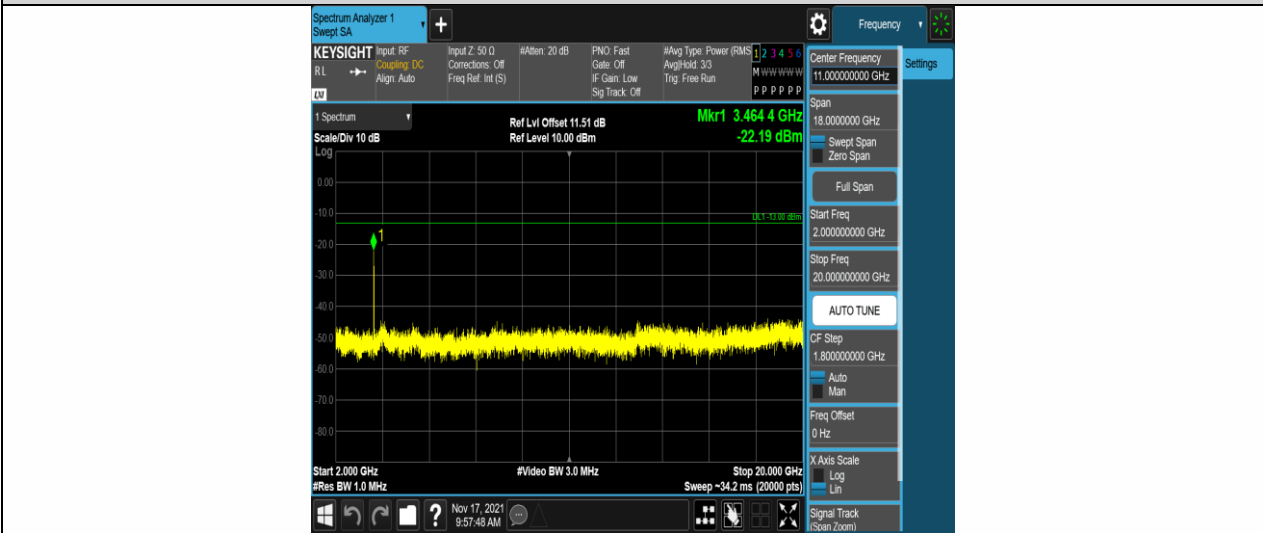 Spectrum Analyzer 1
Swept SA
+
Frequency
KEYSIGHT
RL
LXI
Input: RF
Coupling: DC
Align: Auto
Input Z: 50 Ω
Corrections: Off
Freq Ref: Int (S)
#Atten: 20 dB
PNO: Fast
Gate: Off
IF Gain: Low
Sig Track: Off
#Avg Type: Power (RMS
Avg|Hold: 3/3
Trig: Free Run
1 2 3 4 5 6
M W W W W W
P P P P P P
1 Spectrum
Scale/Div 10 dB
Log
Ref Lvl Offset 11.51 dB
Ref Level 10.00 dBm
Mkr1 3.464 4 GHz
-22.19 dBm
0.00
-10.0
DL1 -13.00 dBm
1
-20.0
-30.0
-40.0
-50.0
-60.0
-70.0
-80.0
Start 2.000 GHz
#Res BW 1.0 MHz
#Video BW 3.0 MHz
Stop 20.000 GHz
Sweep ~34.2 ms (20000 pts)
?
Nov 17, 2021
9:57:48 AM
Center Frequency
11.000000000 GHz
Settings
Span
18.0000000 GHz
Swept Span
Zero Span
Full Span
Start Freq
2.000000000 GHz
Stop Freq
20.000000000 GHz
AUTO TUNE
CF Step
1.800000000 GHz
Auto
Man
Freq Offset
0 Hz
X Axis Scale
Log
Lin
Signal Track
(Span Zoom)